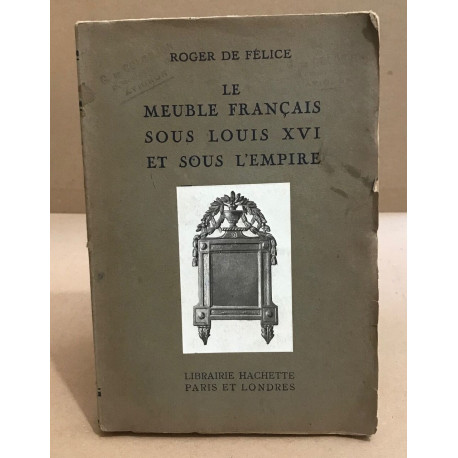 ROGER DE FÉLICE
LE
MEUBLE FRANÇAIS
SOUS LOUIS XVI
ET SOUS L'EMPIRE
LIBRAIRIE HACHETTE
PARIS ET LONDRES